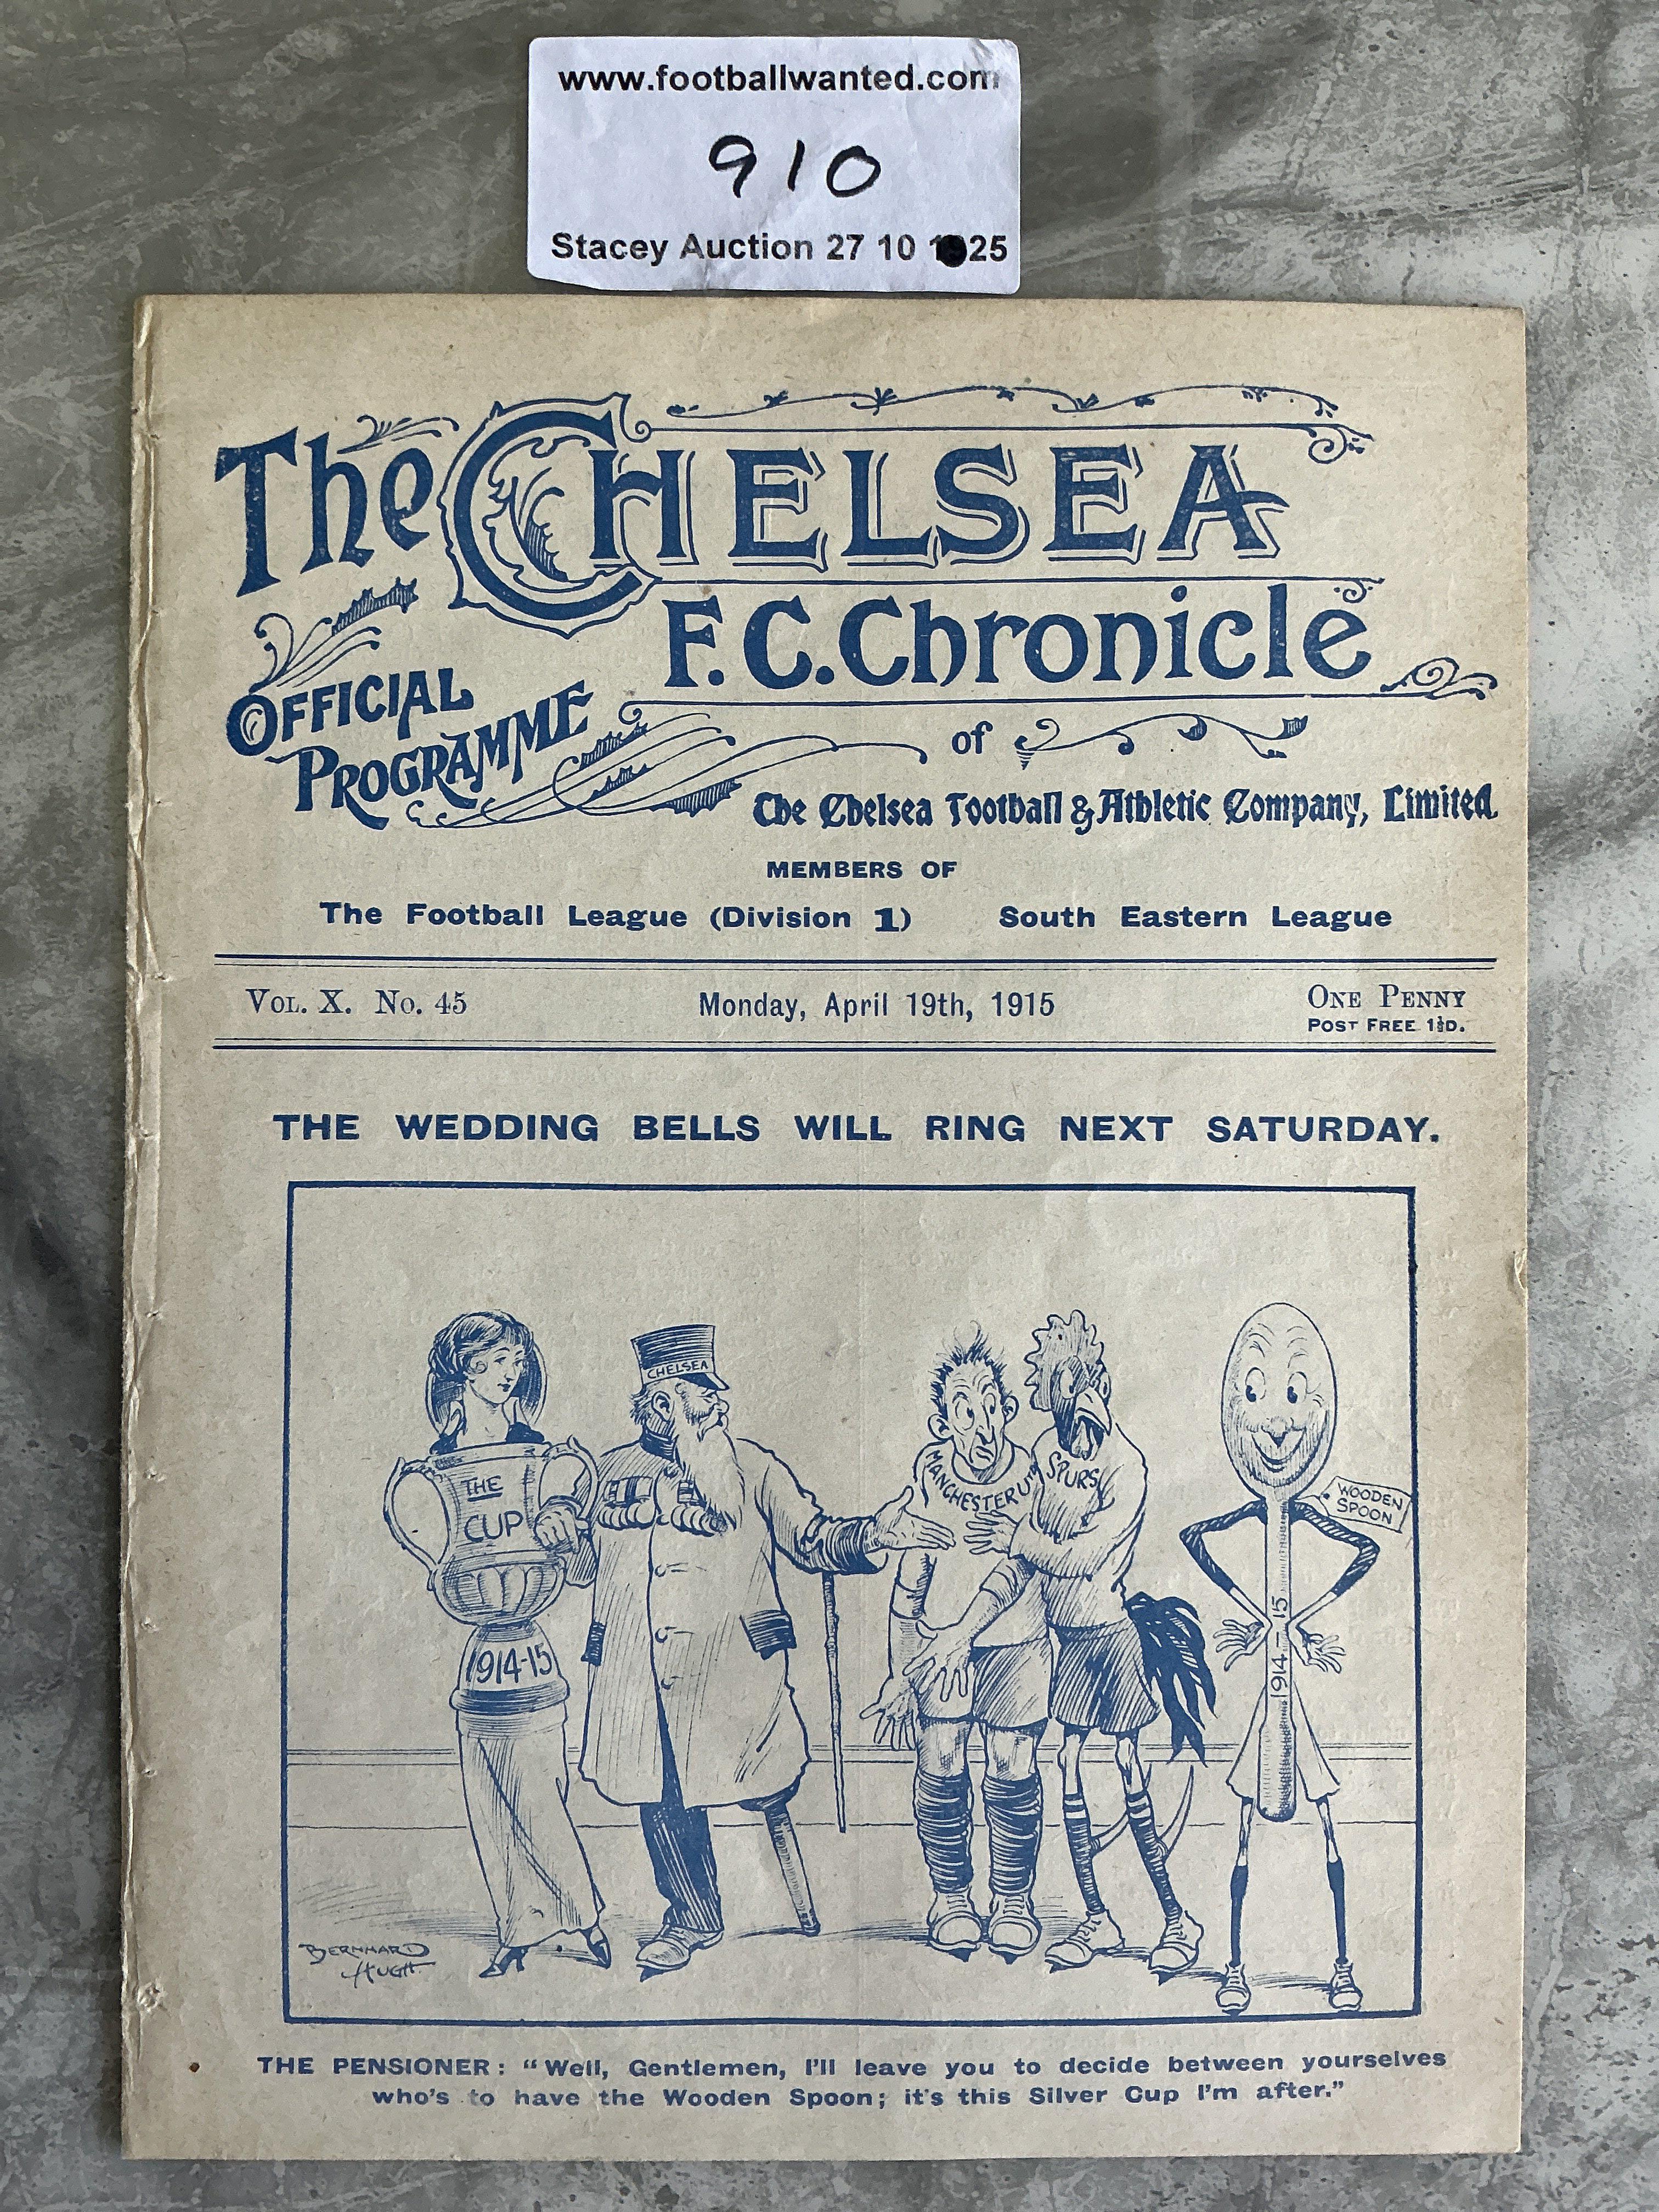 www.footballwanted.com
910
Stacey Auction 27 10 1925
The CHELSEA
F.C. Chronicle
OFFICIAL
PROGRAMME
of
The Chelsea Football & Athletic Company, Limited.
MEMBERS OF
The Football League (Division 1) South Eastern League
VOL. X. No. 45 Monday, April 19th, 1915 ONE PENNY
POST FREE 1½D.
THE WEDDING BELLS WILL RING NEXT SATURDAY.
CHELSEA
THE
CUP
1914-15
MANCHESTER UTD
SPURS
WOODEN
SPOON
1914-15
BERNHARD
HUGH.
THE PENSIONER: "Well, Gentlemen, I'll leave you to decide between yourselves
who's to have the Wooden Spoon; it's this Silver Cup I'm after."